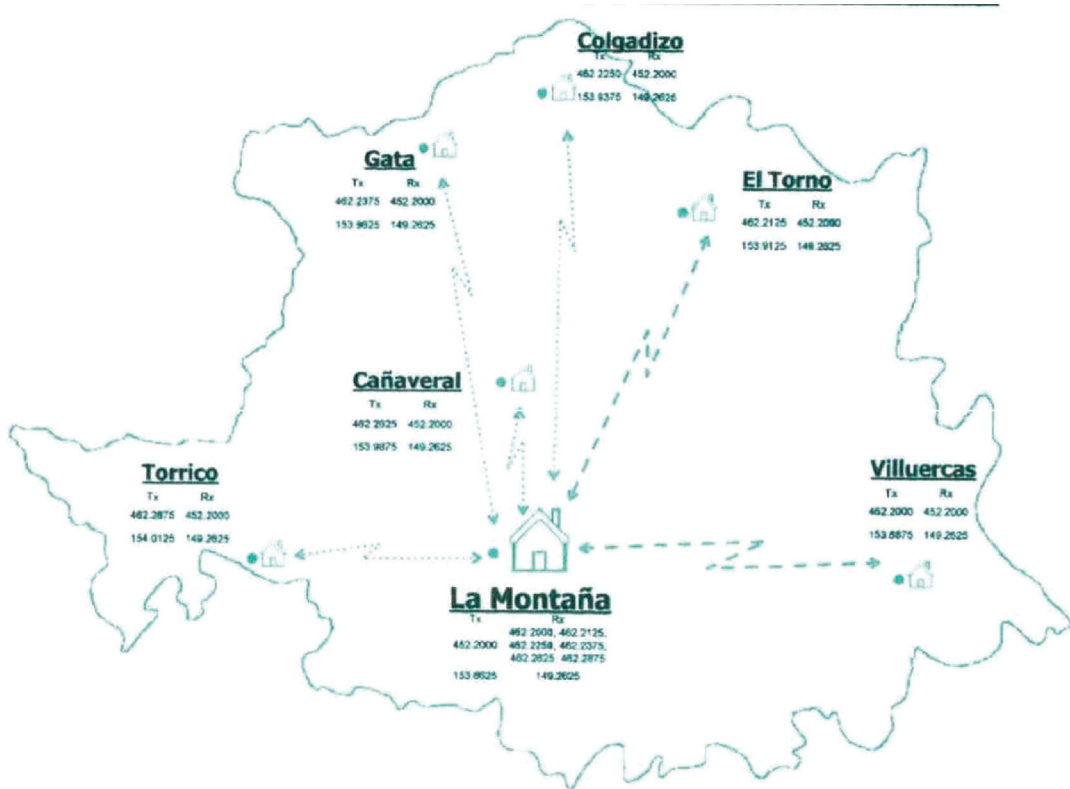 Colgadizo
Tx Rx
462.2250 452.2000
153.9375 149.2625
Gata
Tx Rx
462.2375 452.2000
153.9625 149.2625
El Torno
Tx Rx
462.2125 452.2000
153.9125 149.2625
Cañaveral
Tx Rx
462.2625 452.2000
153.9875 149.2625
Torrico
Tx Rx
462.2875 452.2000
154.0125 149.2625
Villuercas
Tx Rx
462.2000 452.2000
153.8875 149.2625
La Montaña
Tx Rx
462.2000, 462.2125,
452.2000 462.2250, 462.2375,
462.2625 462.2875
153.8625 149.2625